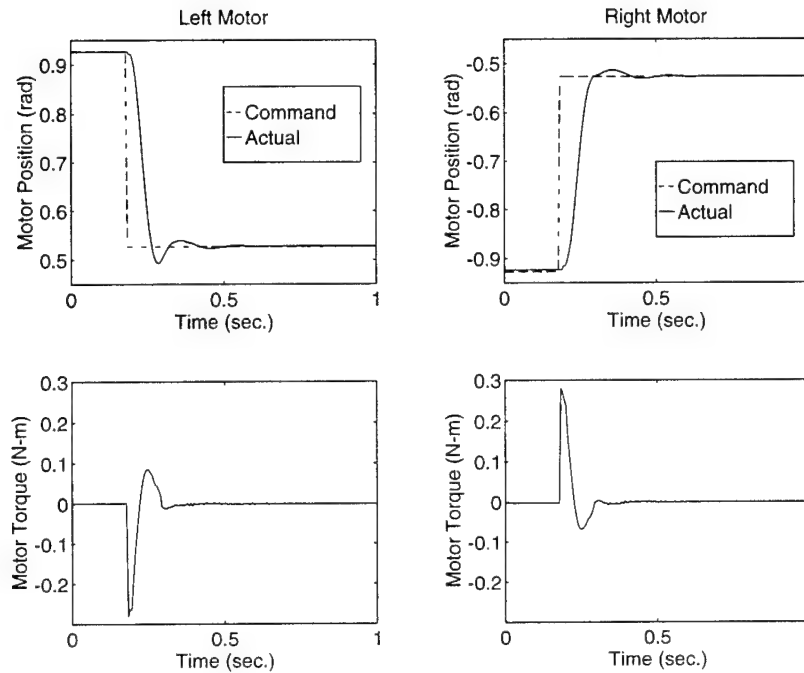 Left Motor
Motor Position (rad)
0.9
0.8
0.7
0.6
0.5
Command
Actual
0
0.5
1
Time (sec.)
Right Motor
Motor Position (rad)
-0.5
-0.6
-0.7
-0.8
-0.9
Command
Actual
0
0.5
Time (sec.)
Motor Torque (N-m)
0.3
0.2
0.1
0
-0.1
-0.2
0
0.5
1
Time (sec.)
Motor Torque (N-m)
0.3
0.2
0.1
0
-0.1
-0.2
0
0.5
Time (sec.)